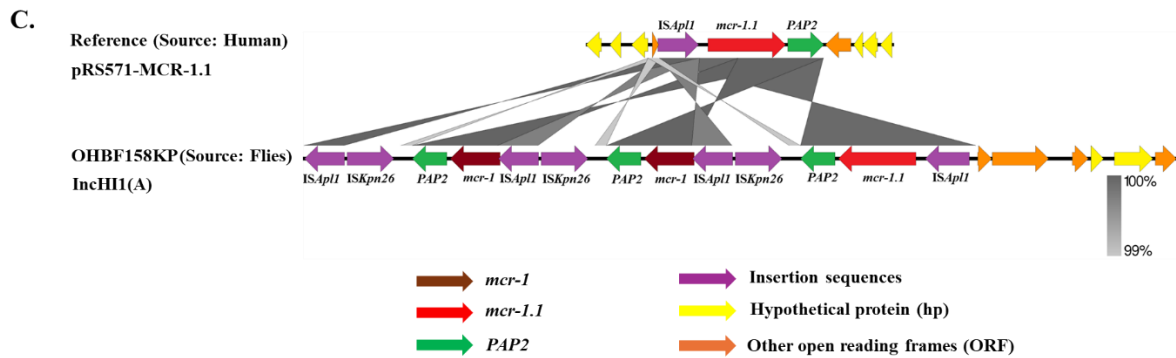 C.
ISApl1 mcr-1.1 PAP2
Reference (Source: Human)
pRS571-MCR-1.1
OHBF158KP(Source: Flies)
IncHI1(A)
ISApl1 ISKpn26 PAP2 mcr-1 ISApl1 ISKpn26 PAP2 mcr-1 ISApl1 ISKpn26 PAP2 mcr-1.1 ISApl1
100%
99%
mcr-1 Insertion sequences
mcr-1.1 Hypothetical protein (hp)
PAP2 Other open reading frames (ORF)